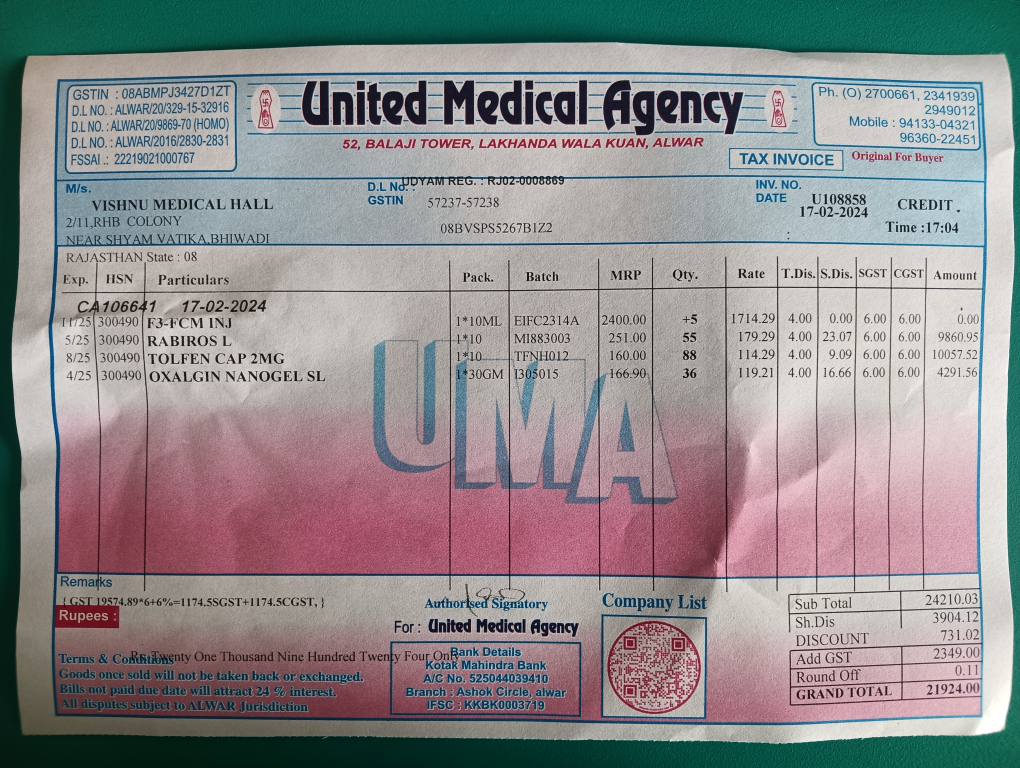 GSTIN : 08ABMPJ3427D1ZT
D.L NO. : ALWAR/20/329-15-32916
D.L NO. : ALWAR/20/9869-70 (HOMO)
D.L NO. : ALWAR/2016/2830-2831
FSSAI .: 22219021000767
United Medical Agency
52, BALAJI TOWER, LAKHANDA WALA KUAN, ALWAR
Ph. (O) 2700661, 2341939
2949012
Mobile : 94133-04321
96360-22451
TAX INVOICE Original For Buyer
M/s.
VISHNU MEDICAL HALL
2/11,RHB COLONY
NEAR SHYAM VATIKA,BHIWADI
RAJASTHAN State : 08
UDYAM REG. : RJ02-0008869
D.L No. :
GSTIN 57237-57238
08BVSPS5267B1Z2
INV. NO. U108858 CREDIT .
DATE 17-02-2024
: Time :17:04
Exp. HSN Particulars Pack. Batch MRP Qty. Rate T.Dis. S.Dis. SGST CGST Amount
CA106641 17-02-2024
11/25 300490 F3-FCM INJ 1*10ML EIFC2314A 2400.00 +5 1714.29 4.00 0.00 6.00 6.00 0.00
5/25 300490 RABIROS L 1*10 MI883003 251.00 55 179.29 4.00 23.07 6.00 6.00 9860.95
8/25 300490 TOLFEN CAP 2MG 1*10 TFNH012 160.00 88 114.29 4.00 9.09 6.00 6.00 10057.52
4/25 300490 OXALGIN NANOGEL SL 1*30GM I305015 166.90 36 119.21 4.00 16.66 6.00 6.00 4291.56
UMA
Remarks
{ GST 19574.89*6+6%=1174.5SGST+1174.5CGST, }
Rupees :
Rs. Twenty One Thousand Nine Hundred Twenty Four Only
Terms & Conditions
Goods once sold will not be taken back or exchanged.
Bills not paid due date will attract 24 % interest.
All disputes subject to ALWAR Jurisdiction
Authorised Signatory
For : United Medical Agency
Bank Details
Kotak Mahindra Bank
A/C No. 525044039410
Branch : Ashok Circle, alwar
IFSC : KKBK0003719
Company List
Sub Total 24210.03
Sh.Dis 3904.12
DISCOUNT 731.02
Add GST 2349.00
Round Off 0.11
GRAND TOTAL 21924.00